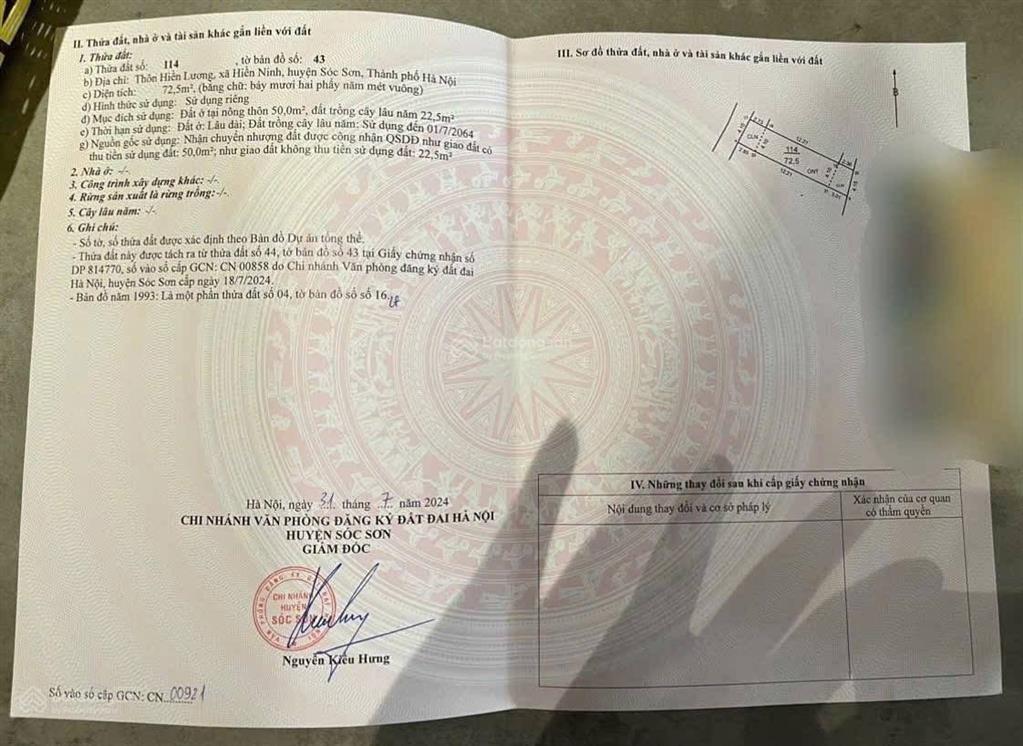 II. Thửa đất, nhà ở và tài sản khác gắn liền với đất
1. Thửa đất:
a) Thửa đất số: 114 , tờ bản đồ số: 43
b) Địa chỉ: Thôn Hiền Lương, xã Hiền Ninh, huyện Sóc Sơn, Thành phố Hà Nội
c) Diện tích: 72,5m², (bằng chữ: bảy mươi hai phẩy năm mét vuông)
d) Hình thức sử dụng: Sử dụng riêng
đ) Mục đích sử dụng: Đất ở tại nông thôn 50,0m², đất trồng cây lâu năm 22,5m²
e) Thời hạn sử dụng: Đất ở: Lâu dài; Đất trồng cây lâu năm: Sử dụng đến 01/7/2064
g) Nguồn gốc sử dụng: Nhận chuyển nhượng đất được công nhận QSDĐ như giao đất có
thu tiền sử dụng đất: 50,0m²; như giao đất không thu tiền sử dụng đất: 22,5m²
2. Nhà ở: -/-
3. Công trình xây dựng khác: -/-
4. Rừng sản xuất là rừng trồng: -/-.
5. Cây lâu năm: -/-
6. Ghi chú:
- Số tờ, số thửa đất được xác định theo Bản đồ Dự án tổng thể.
- Thửa đất này được tách ra từ thửa đất số 44, tờ bản đồ số 43 tại Giấy chứng nhận số
DP 814770, số vào sổ cấp GCN: CN 00858 do Chi nhánh Văn phòng đăng ký đất đai
Hà Nội, huyện Sóc Sơn cấp ngày 18/7/2024.
- Bản đồ năm 1993: Là một phần thửa đất số 04, tờ bản đồ số số 16.
Hà Nội, ngày 31 tháng 7 năm 2024
CHI NHÁNH VĂN PHÒNG ĐĂNG KÝ ĐẤT ĐAI HÀ NỘI
HUYỆN SÓC SƠN
GIÁM ĐỐC
CHI NHÁNH
HUYỆN
SÓC SƠN
Nguyễn Kiều Hưng
Số vào sổ cấp GCN: CN 00921
III. Sơ đồ thửa đất, nhà ở và tài sản khác gắn liền với đất
B
12.21
114
72,5
ONT
12.21
CLN
IV. Những thay đổi sau khi cấp giấy chứng nhận
Nội dung thay đổi và cơ sở pháp lý
Xác nhận của cơ quan
có thẩm quyền
Batdongsan